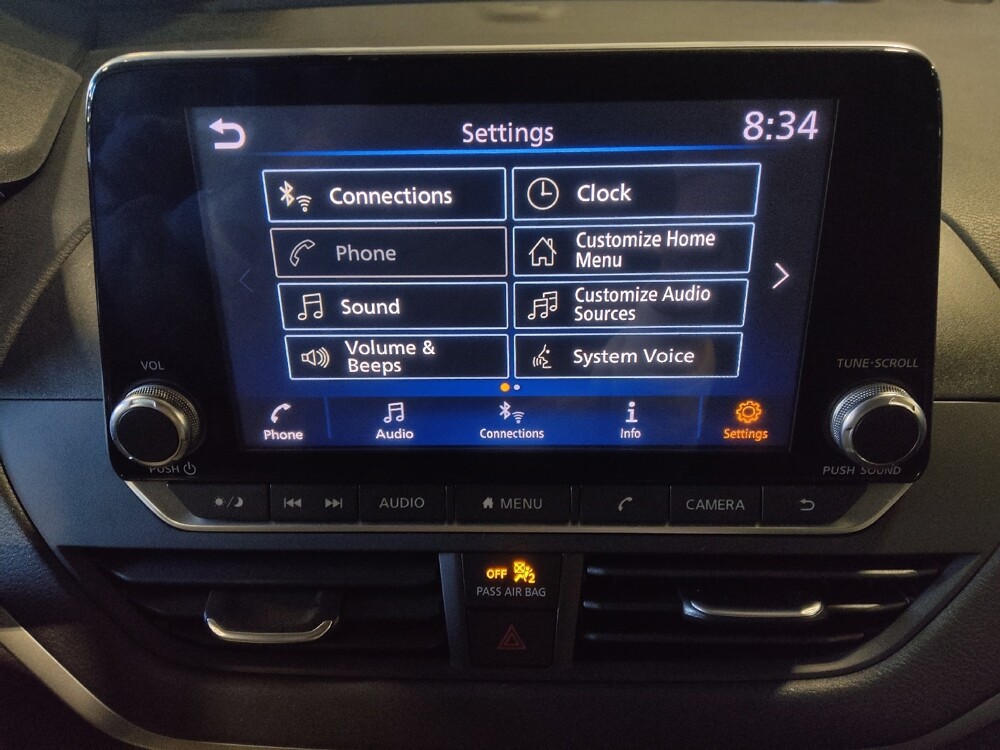 Settings
8:34
Connections
Clock
Phone
Customize Home
Menu
Sound
Customize Audio
Sources
Volume &
Beeps
System Voice
VOL
TUNE·SCROLL
Phone
Audio
Connections
Info
Settings
PUSH
PUSH SOUND
AUDIO
MENU
CAMERA
OFF
2
PASS AIR BAG